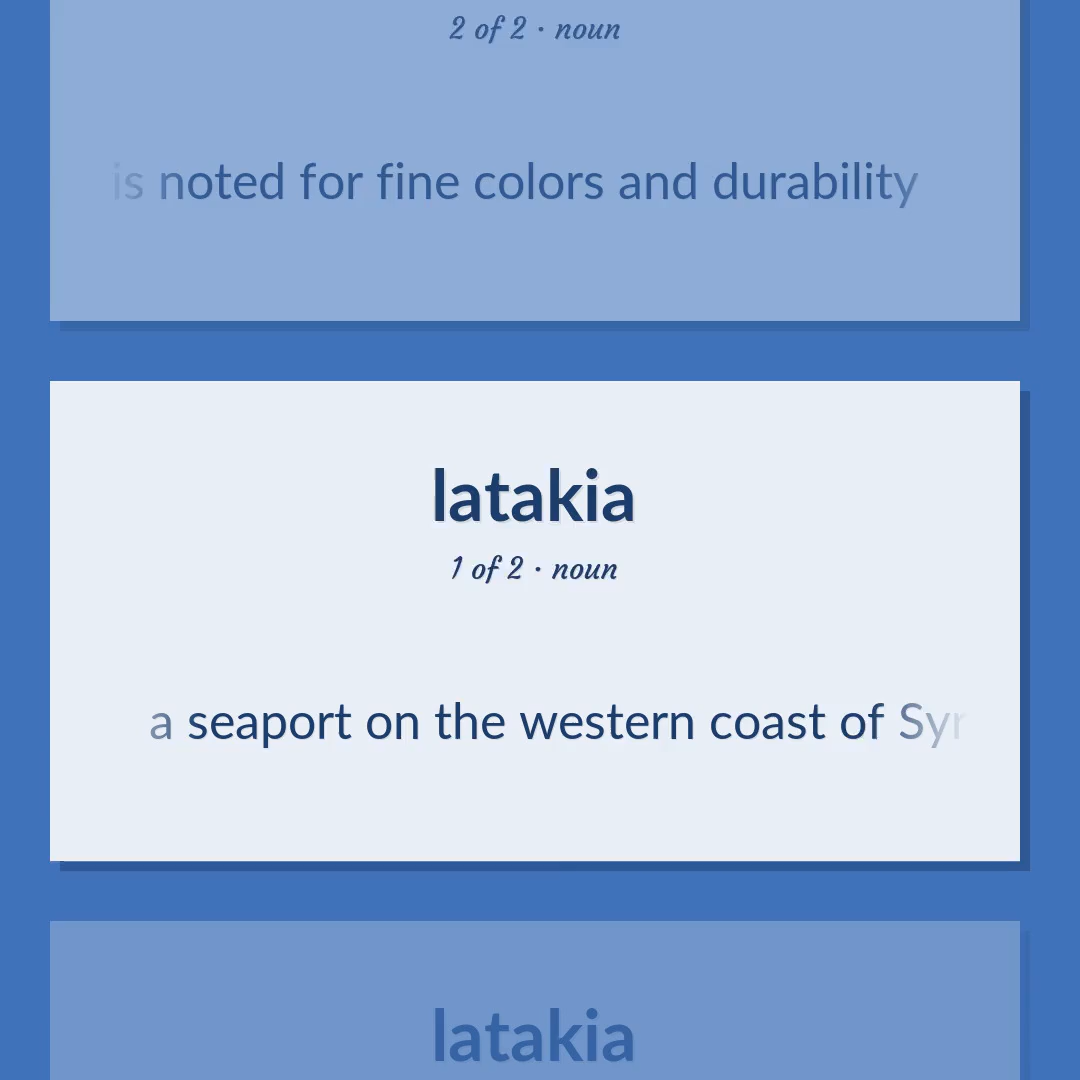 2 of 2 · noun
is noted for fine colors and durability
latakia
1 of 2 · noun
a seaport on the western coast of
latakia